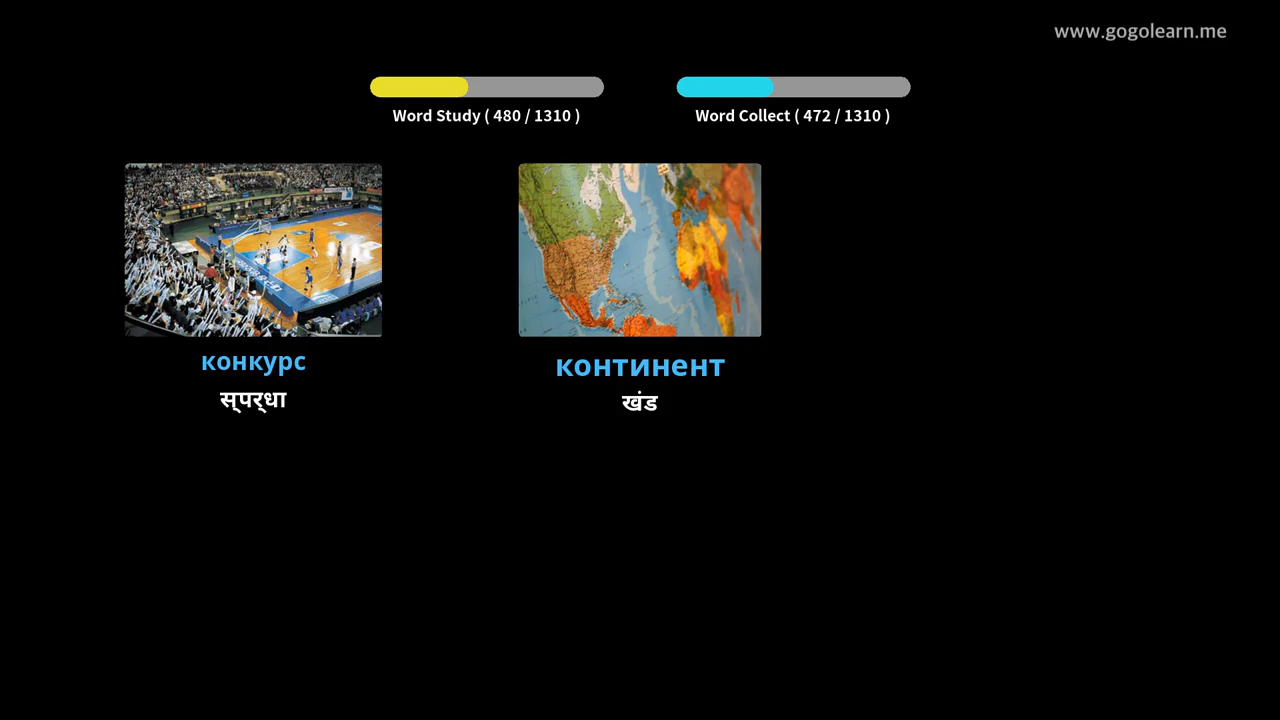 www.gogolearn.me
Word Study ( 480 / 1310 )
Word Collect ( 472 / 1310 )
конкурс
स्पर्धा
континент
खंड